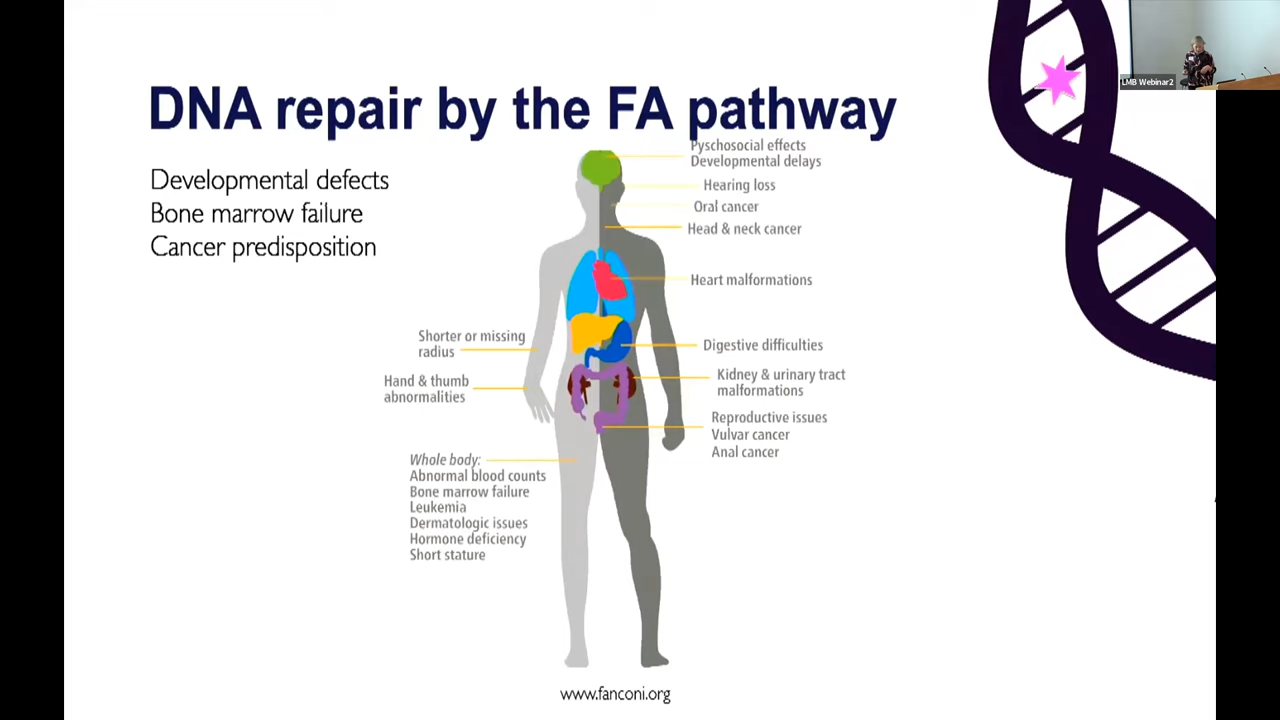 LMB Webinar2
DNA repair by the FA pathway
Developmental defects
Bone marrow failure
Cancer predisposition
Pyschosocial effects
Developmental delays
Hearing loss
Oral cancer
Head & neck cancer
Heart malformations
Shorter or missing
radius
Digestive difficulties
Hand & thumb
abnormalities
Kidney & urinary tract
malformations
Reproductive issues
Vulvar cancer
Anal cancer
Whole body:
Abnormal blood counts
Bone marrow failure
Leukemia
Dermatologic issues
Hormone deficiency
Short stature
www.fanconi.org